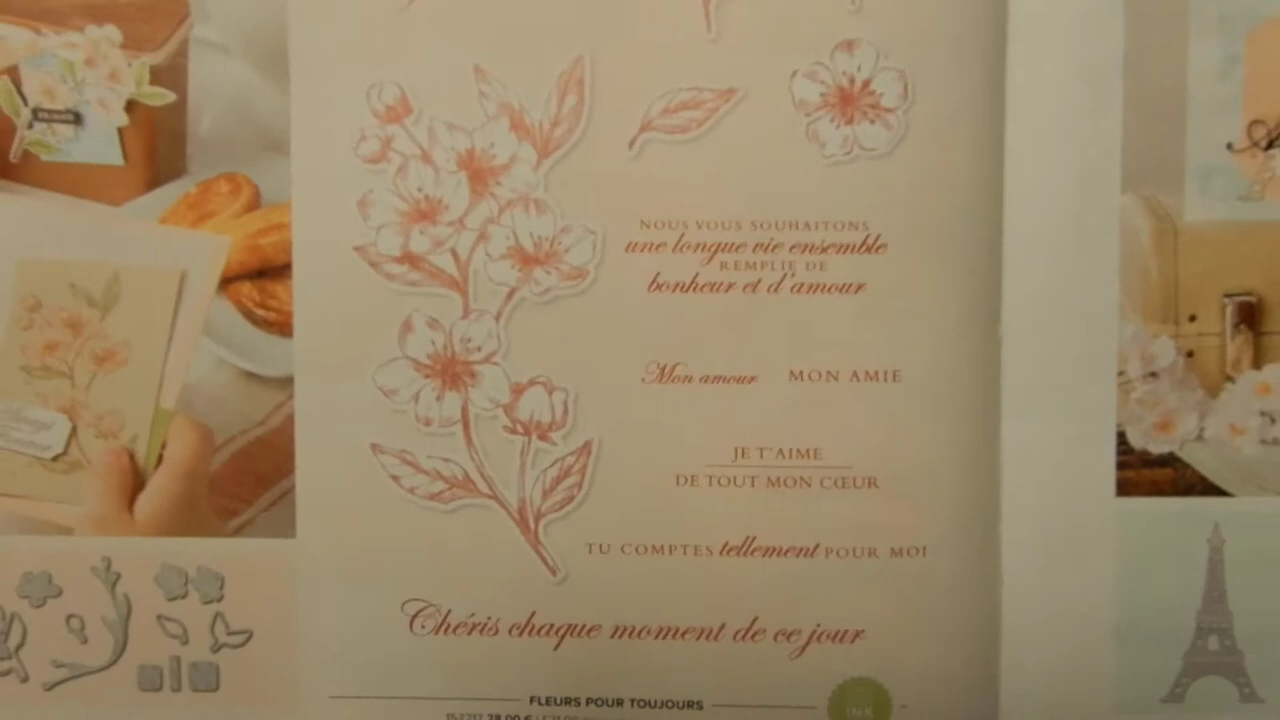 NOUS VOUS SOUHAITONS
une longue vie ensemble
REMPLIE DE
bonheur et d'amour
Mon amour
MON AMIE
JE T'AIME
DE TOUT MON CŒUR
TU COMPTES tellement POUR MOI
Chéris chaque moment de ce jour
FLEURS POUR TOUJOURS
INK